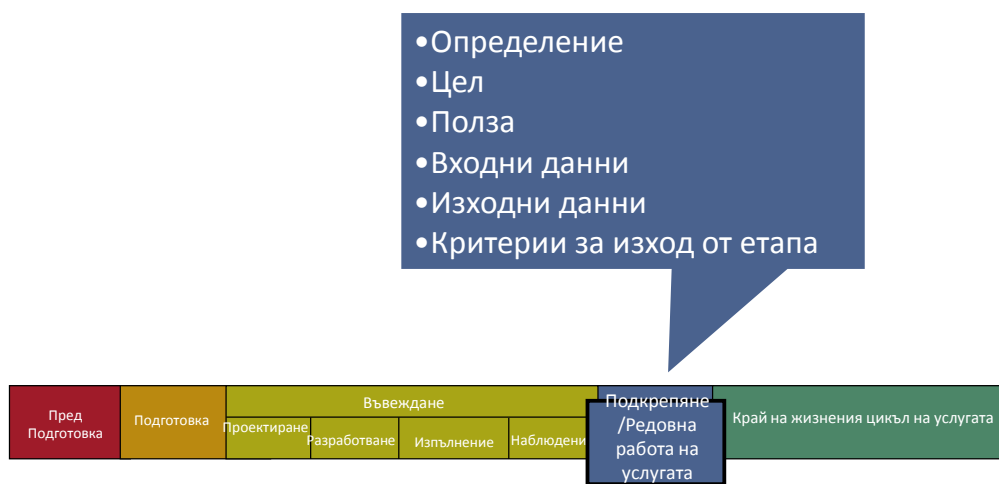 •Определение
•Цел
•Полза
•Входни данни
•Изходни данни
•Критерии за изход от етапа
Пред
Подготовка
Подготовка
Въвеждане
Проектиране
Разработване
Изпълнение
Наблюдени
Подкрепяне
/Редовна
работа на
услугата
Край на жизнения цикъл на услугата